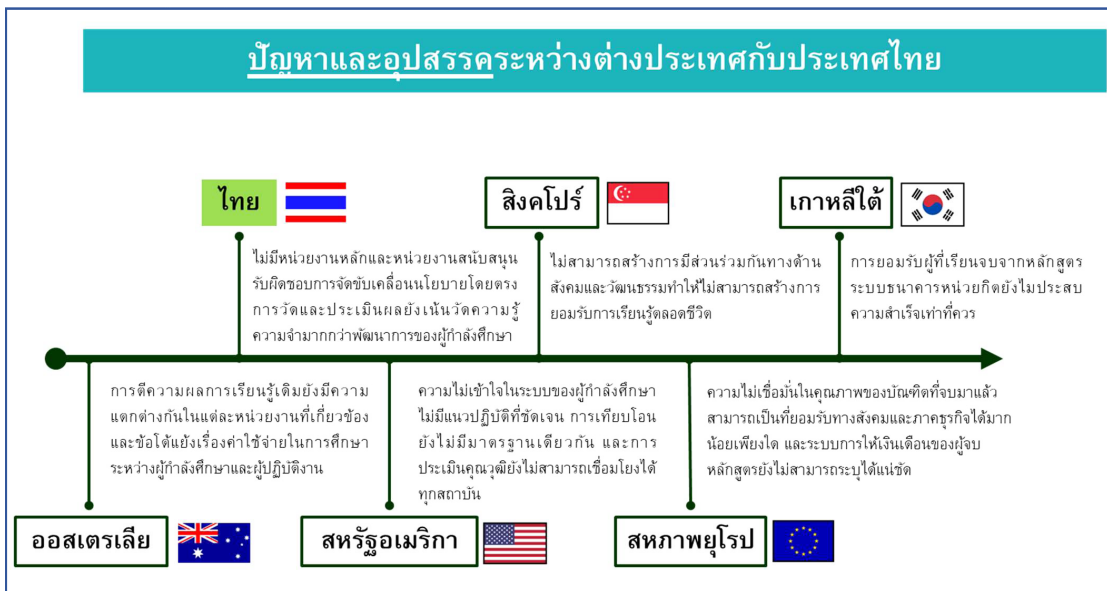 ปัญหาและอุปสรรคระหว่างต่างประเทศกับประเทศไทย
ไทย
ไม่มีหน่วยงานหลักและหน่วยงานสนับสนุน
รับผิดชอบการจัดขับเคลื่อนนโยบายโดยตรง
การวัดและประเมินผลยังเน้นวัดความรู้
ความจำมากกว่าพัฒนาการของผู้กำลังศึกษา
สิงคโปร์
ไม่สามารถสร้างการมีส่วนร่วมกันทางด้าน
สังคมและวัฒนธรรมทำให้ไม่สามารถสร้างการ
ยอมรับการเรียนรู้ตลอดชีวิต
เกาหลีใต้
การยอมรับผู้ที่เรียนจบจากหลักสูตร
ระบบธนาคารหน่วยกิตยังไมประสบ
ความสำเร็จเท่าที่ควร
การตีความผลการเรียนรู้เดิมยังมีความ
แตกต่างกันในแต่ละหน่วยงานที่เกี่ยวข้อง
และข้อโต้แย้งเรื่องค่าใช้จ่ายในการศึกษา
ระหว่างผู้กำลังศึกษาและผู้ปฏิบัติงาน
ออสเตรเลีย
ความไม่เข้าใจในระบบของผู้กำลังศึกษา
ไม่มีแนวปฏิบัติที่ชัดเจน การเทียบโอน
ยังไม่มีมาตรฐานเดียวกัน และการ
ประเมินคุณวุฒิยังไม่สามารถเชื่อมโยงได้
ทุกสถาบัน
สหรัฐอเมริกา
ความไม่เชื่อมั่นในคุณภาพของบัณฑิตที่จบมาแล้ว
สามารถเป็นที่ยอมรับทางสังคมและภาคธุรกิจได้มาก
น้อยเพียงใด และระบบการให้เงินเดือนของผู้จบ
หลักสูตรยังไม่สามารถระบุได้แน่ชัด
สหภาพยุโรป